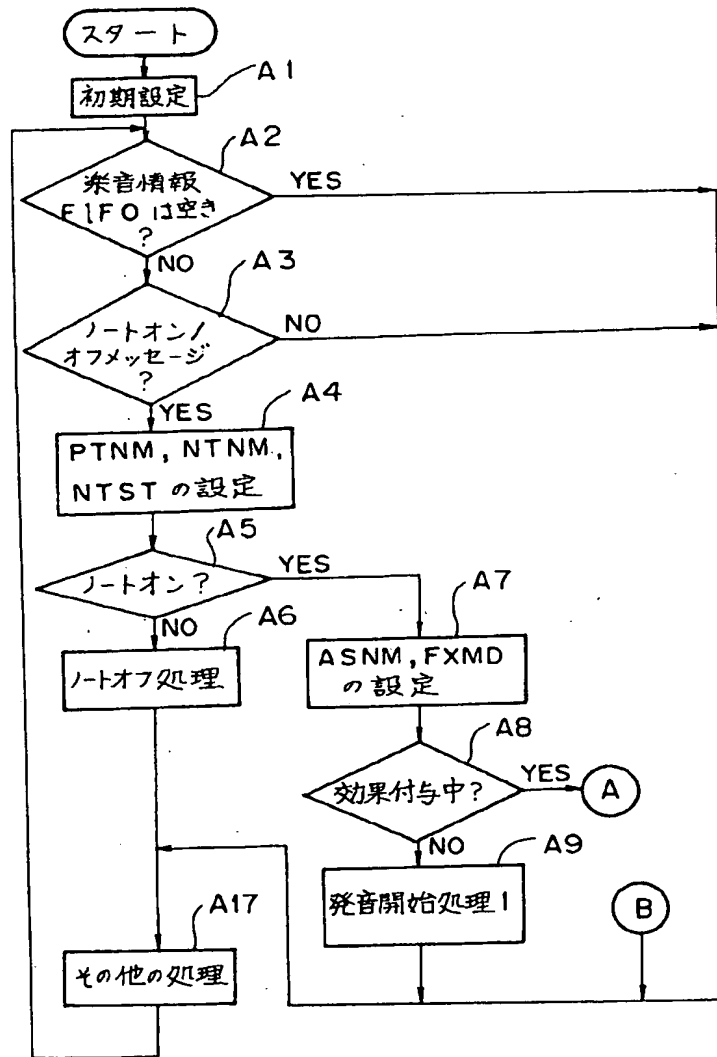 スタート
A1
初期設定
A2
楽音情報
FIFOは空き
?
YES
NO
A3
ノートオン/
オフメッセージ
?
NO
YES
A4
PTNM, NTNM,
NTSTの設定
A5
ノートオン?
YES
NO
A6
ノートオフ処理
A7
ASNM, FXMD
の設定
A8
効果付与中?
YES
A
NO
A9
発音開始処理1
B
A17
その他の処理